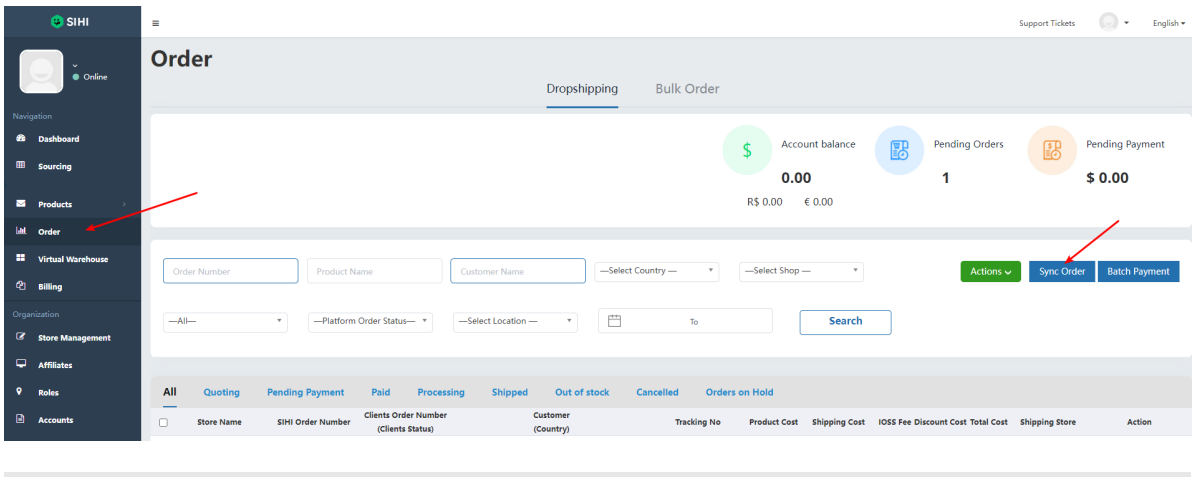 SIHI
Support Tickets
English
Order
Online
Dropshipping
Bulk Order
Navigation
Dashboard
Sourcing
Products
Order
Virtual Warehouse
Billing
Organization
Store Management
Affiliates
Roles
Accounts
$
Account balance
0.00
R$ 0.00 € 0.00
Pending Orders
1
Pending Payment
$ 0.00
Order Number
Product Name
Customer Name
—Select Country —
—Select Shop —
Actions
Sync Order
Batch Payment
—All—
—Platform Order Status—
—Select Location —
To
Search
All Quoting Pending Payment Paid Processing Shipped Out of stock Cancelled Orders on Hold
Store Name
SIHI Order Number
Clients Order Number
(Clients Status)
Customer
(Country)
Tracking No
Product Cost
Shipping Cost
IOSS Fee
Discount Cost
Total Cost
Shipping Store
Action